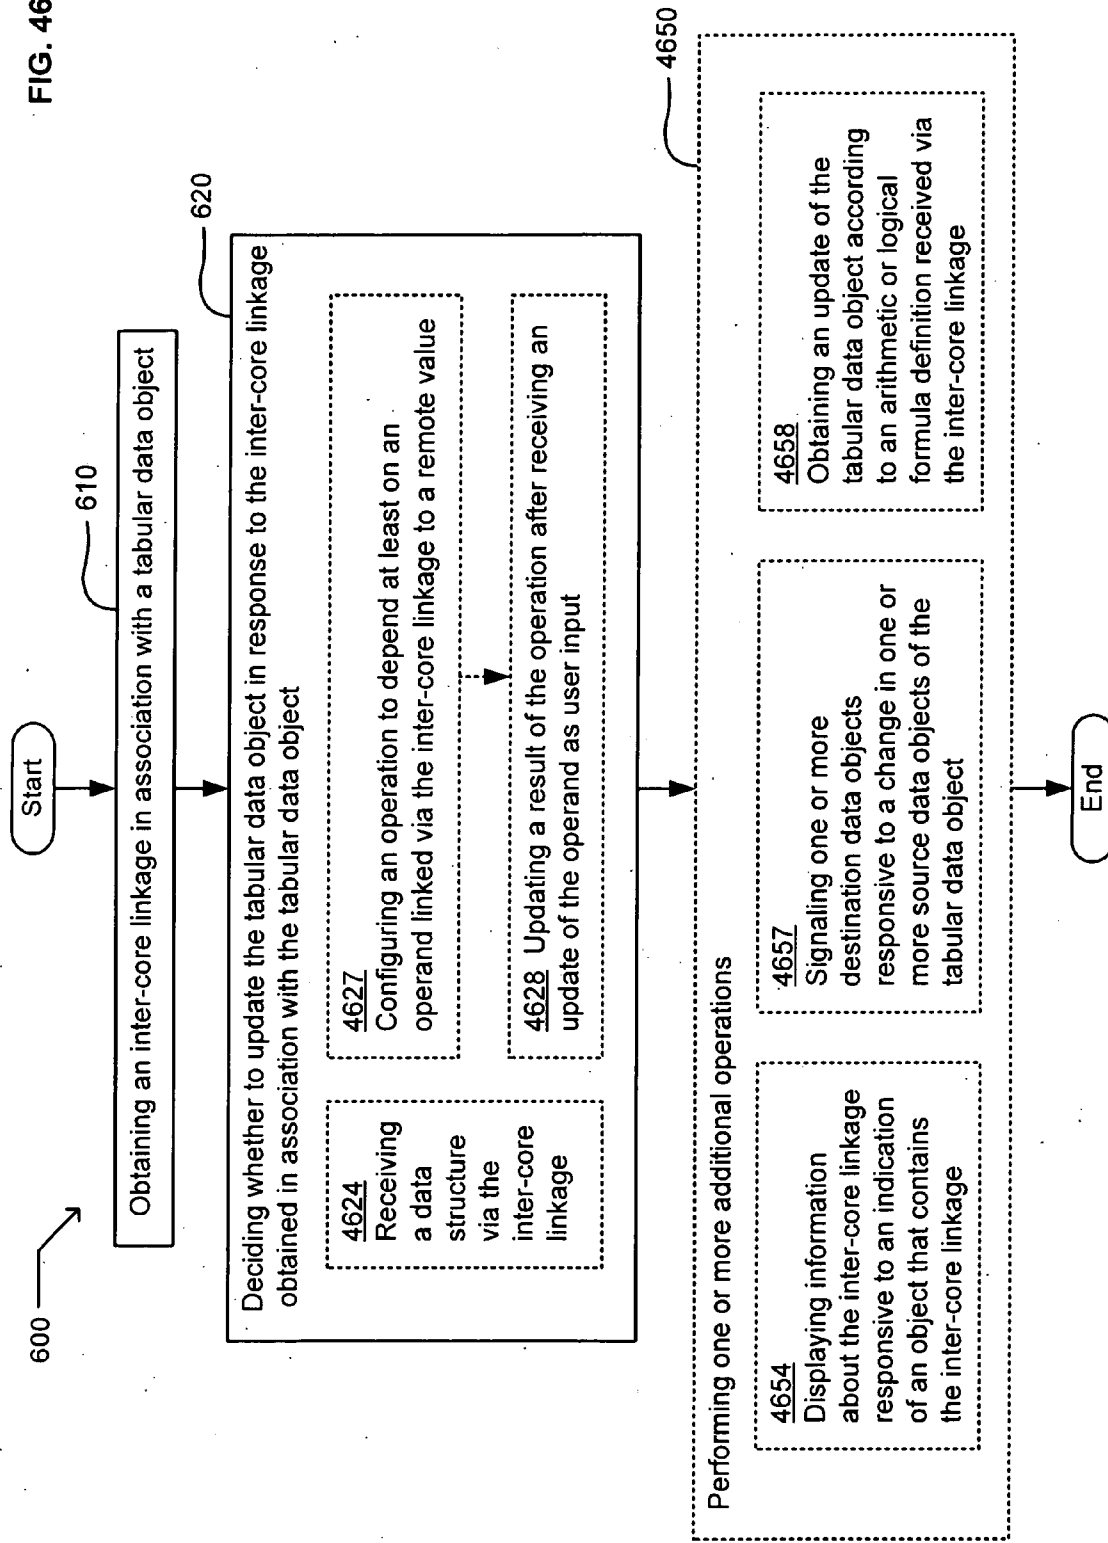 FIG. 46
600
Start
610
Obtaining an inter-core linkage in association with a tabular data object
620
Deciding whether to update the tabular data object in response to the inter-core linkage
obtained in association with the tabular data object
4624
Receiving
a data
structure
via the
inter-core
linkage
4627
Configuring an operation to depend at least on an
operand linked via the inter-core linkage to a remote value
4628 Updating a result of the operation after receiving an
update of the operand as user input
4650
Performing one or more additional operations
4654
Displaying information
about the inter-core linkage
responsive to an indication
of an object that contains
the inter-core linkage
4657
Signaling one or more
destination data objects
responsive to a change in one or
more source data objects of the
tabular data object
4658
Obtaining an update of the
tabular data object according
to an arithmetic or logical
formula definition received via
the inter-core linkage
End